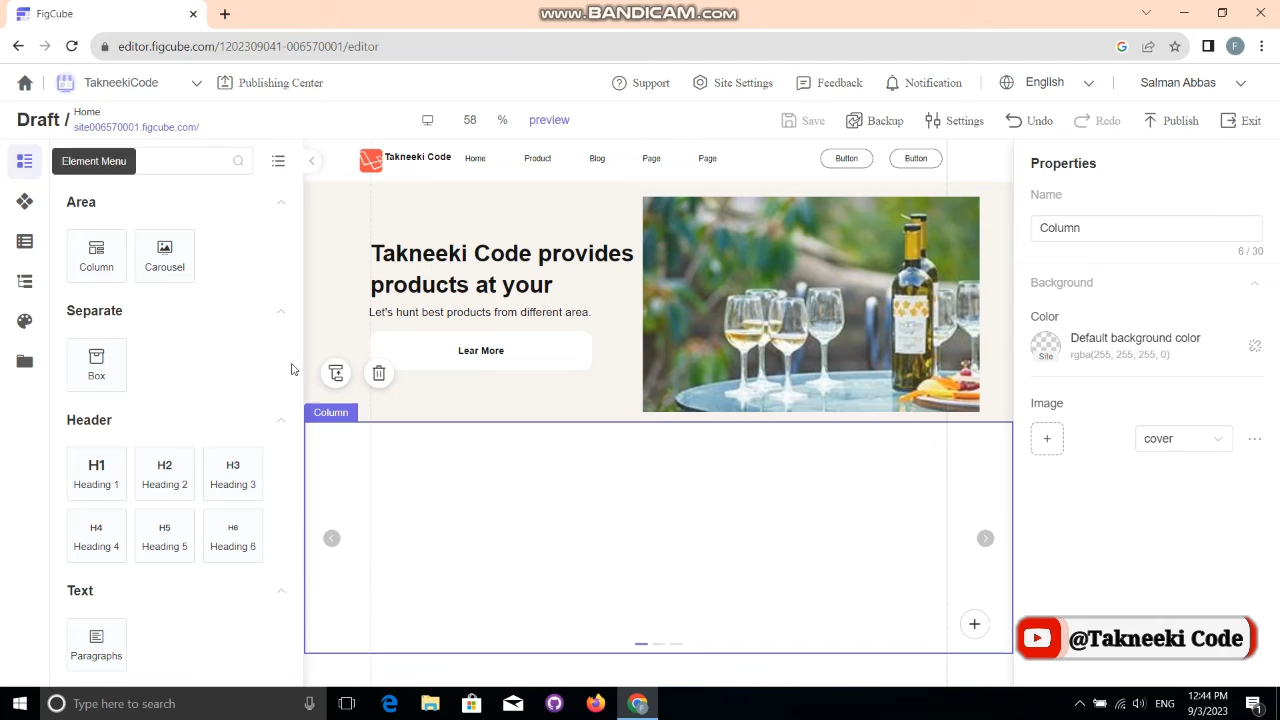 FigCube
www.BANDICAM.com
editor.figcube.com/1202309041-006570001/editor
F
TakneekiCode
Publishing Center
Support
Site Settings
Feedback
Notification
English
Salman Abbas
Draft /
Home
site006570001.figcube.com/
58 %
preview
Save
Backup
Settings
Undo
Redo
Publish
Exit
Element Menu
Area
Column
Carousel
Separate
Box
Header
H1
Heading 1
H2
Heading 2
H3
Heading 3
H4
Heading 4
H5
Heading 5
H6
Heading 6
Text
Paragraphs
Takneeki Code
Home
Product
Blog
Page
Page
Button
Button
Takneeki Code provides
products at your
Let's hunt best products from different area.
Lear More
Column
Properties
Name
Column
6 / 30
Background
Color
Site
Default background color
rgba(255, 255, 255, 0)
Image
cover
@Takneeki Code
Type here to search
ENG
12:44 PM
9/3/2023
1